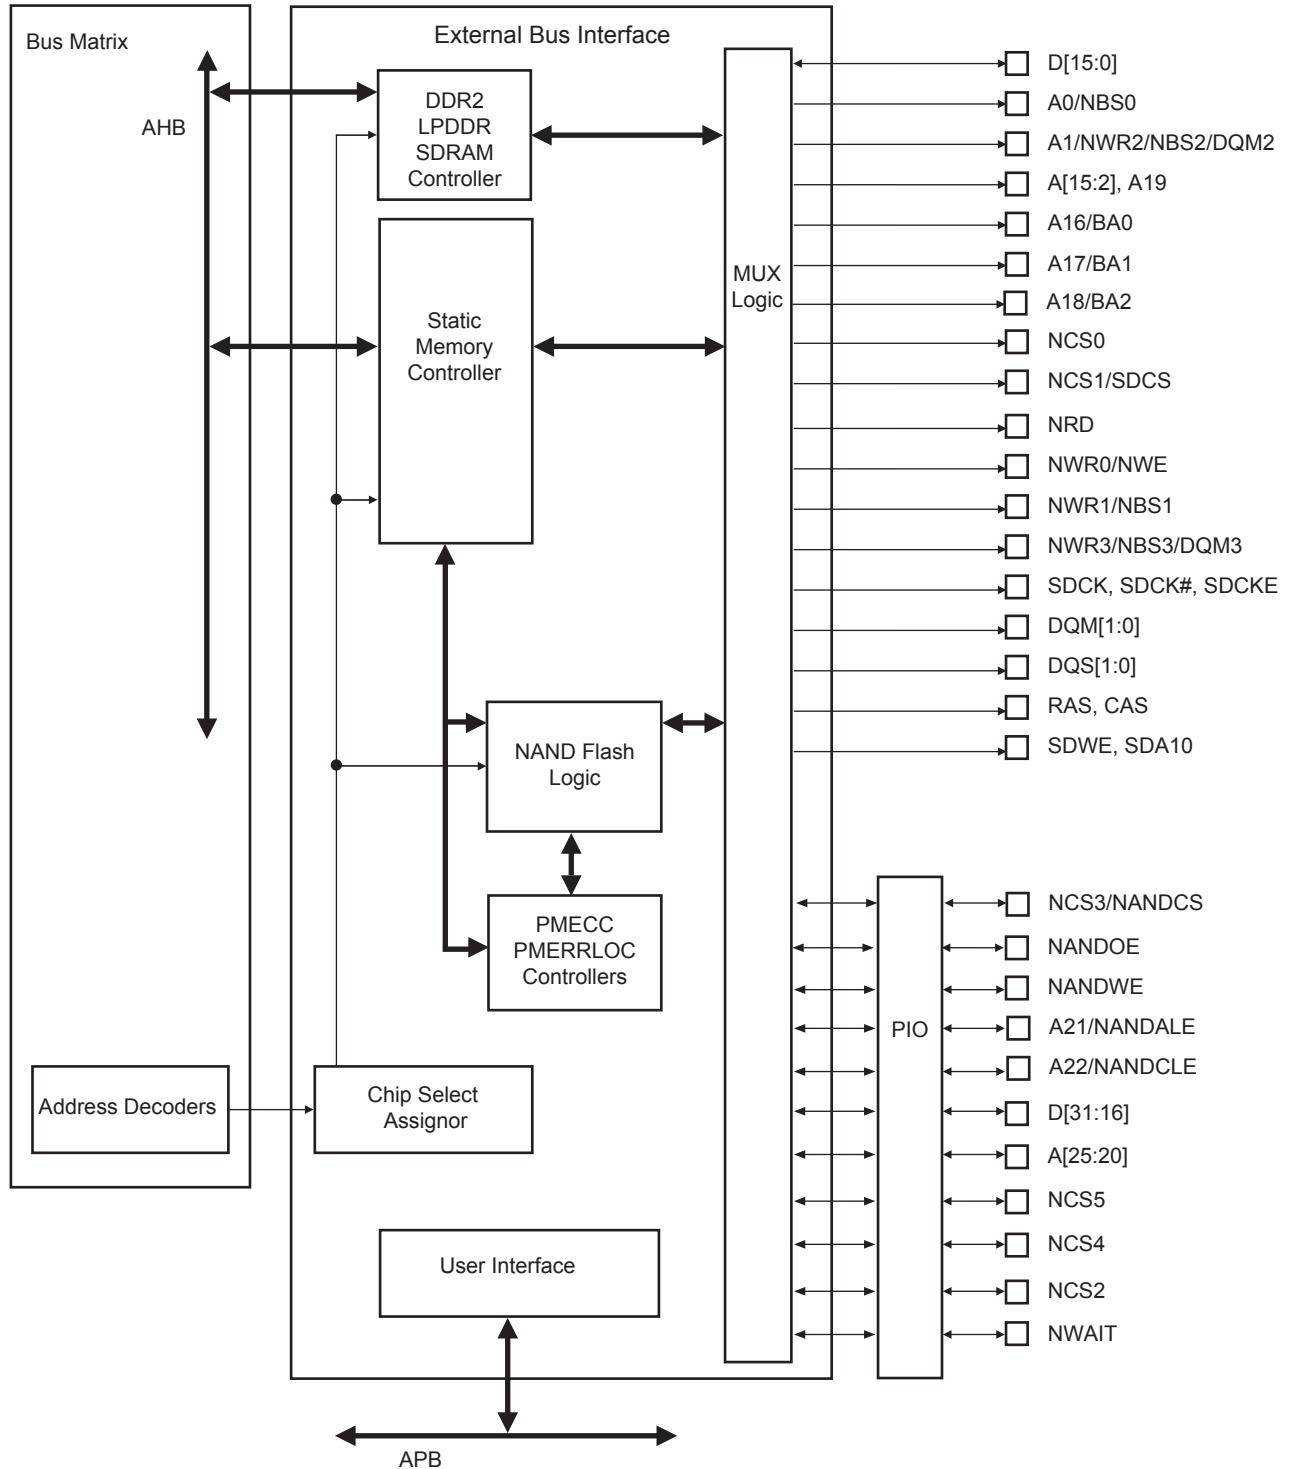 Bus Matrix
AHB
Address Decoders
External Bus Interface
DDR2
LPDDR
SDRAM
Controller
Static
Memory
Controller
NAND Flash
Logic
PMECC
PMERRLOC
Controllers
Chip Select
Assignor
User Interface
APB
MUX
Logic
D[15:0]
A0/NBS0
A1/NWR2/NBS2/DQM2
A[15:2], A19
A16/BA0
A17/BA1
A18/BA2
NCS0
NCS1/SDCS
NRD
NWR0/NWE
NWR1/NBS1
NWR3/NBS3/DQM3
SDCK, SDCK#, SDCKE
DQM[1:0]
DQS[1:0]
RAS, CAS
SDWE, SDA10
PIO
NCS3/NANDCS
NANDOE
NANDWE
A21/NANDALE
A22/NANDCLE
D[31:16]
A[25:20]
NCS5
NCS4
NCS2
NWAIT